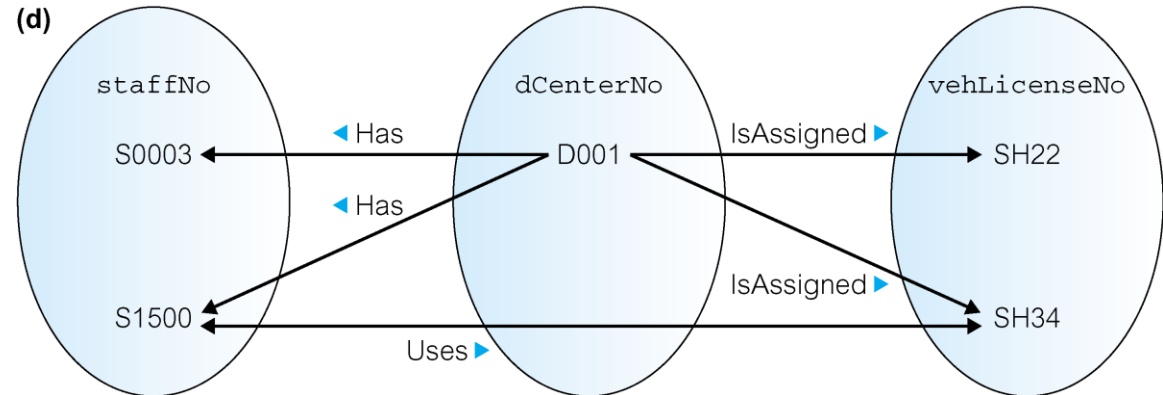 (d)
staffNo
dCenterNo
vehLicenseNo
◀ Has
IsAssigned ▶
S0003
D001
SH22
◀ Has
IsAssigned ▶
S1500
SH34
Uses ▶